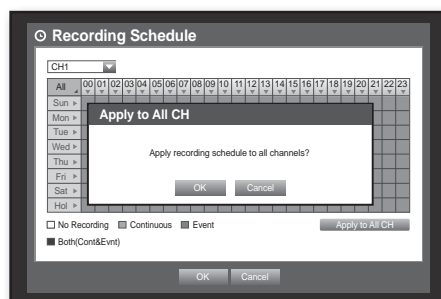 Recording Schedule
CH1
All 00 01 02 03 04 05 06 07 08 09 10 11 12 13 14 15 16 17 18 19 20 21 22 23
Sun
Mon
Apply to All CH
Tue
Wed
Apply recording schedule to all channels?
Thu
Fri
OK Cancel
Sat
Hol
No Recording Continuous Event Apply to All CH
Both(Cont&Evnt)
OK Cancel